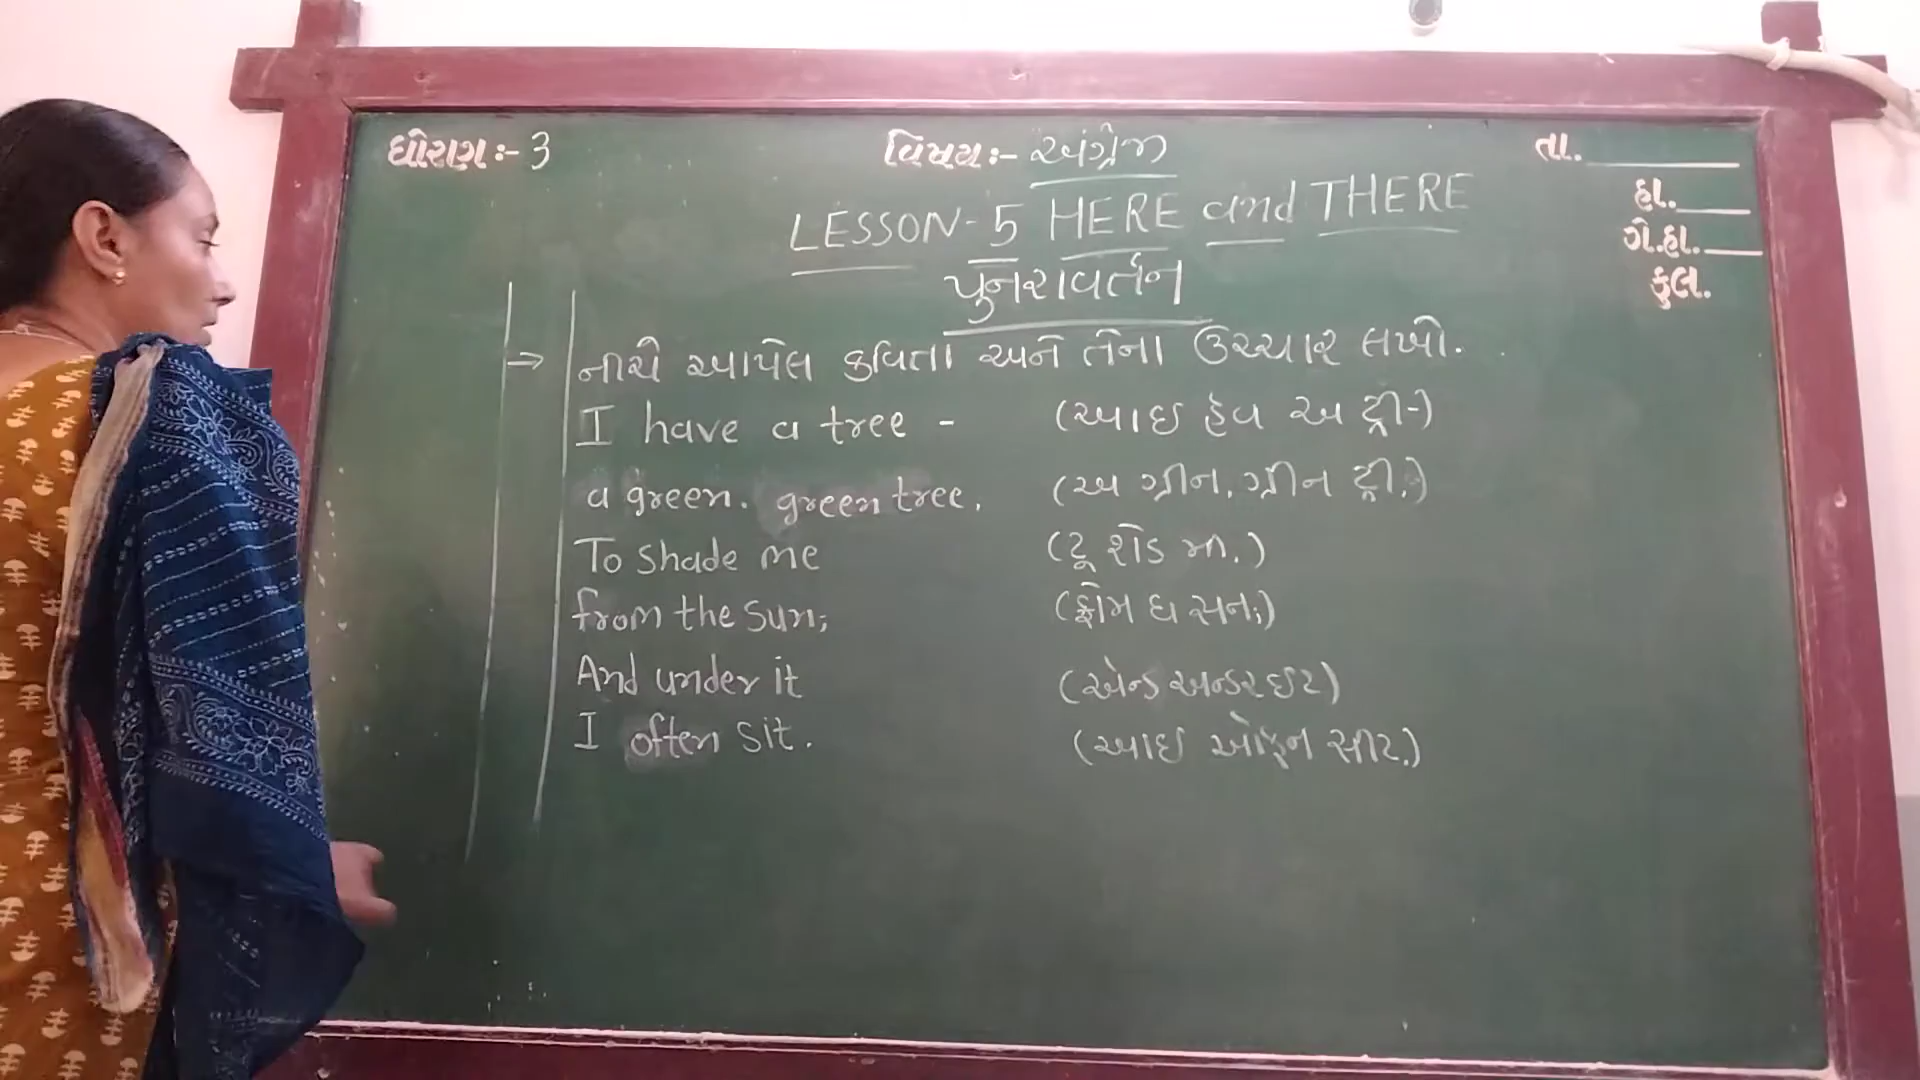 ધોરણ:- 3 વિષય:- અંગ્રેજી તા.
હા.
ગે.હા.
કુલ.
LESSON-5 HERE and THERE
પુનરાવર્તન
→ નીચે આપેલ કવિતા અને તેના ઉચ્ચાર લખો.
I have a tree - (આઇ હેવ અ ટ્રી-)
a green. green tree, (અ ગ્રીન, ગ્રીન ટ્રી,)
To shade me (ટૂ શેડ મી.)
from the sun; (ફ્રોમ ધ સન;)
And under it (એન્ડ અન્ડર ઇટ)
I often sit. (આઇ ઓફન સીટ.)